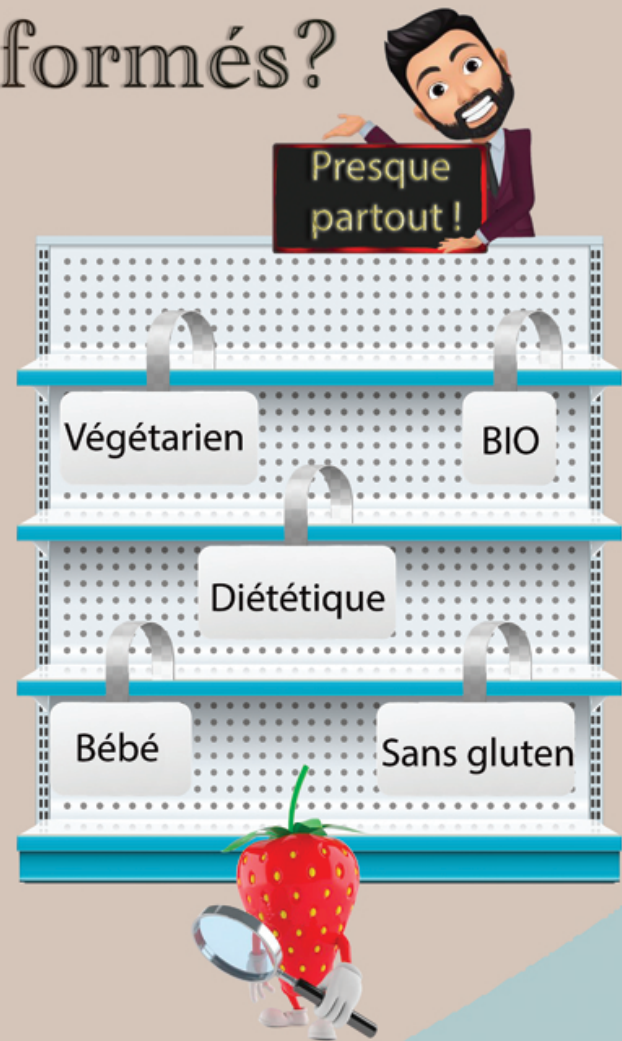 formés?
Presque
partout !
Végétarien
BIO
Diététique
Bébé
Sans gluten